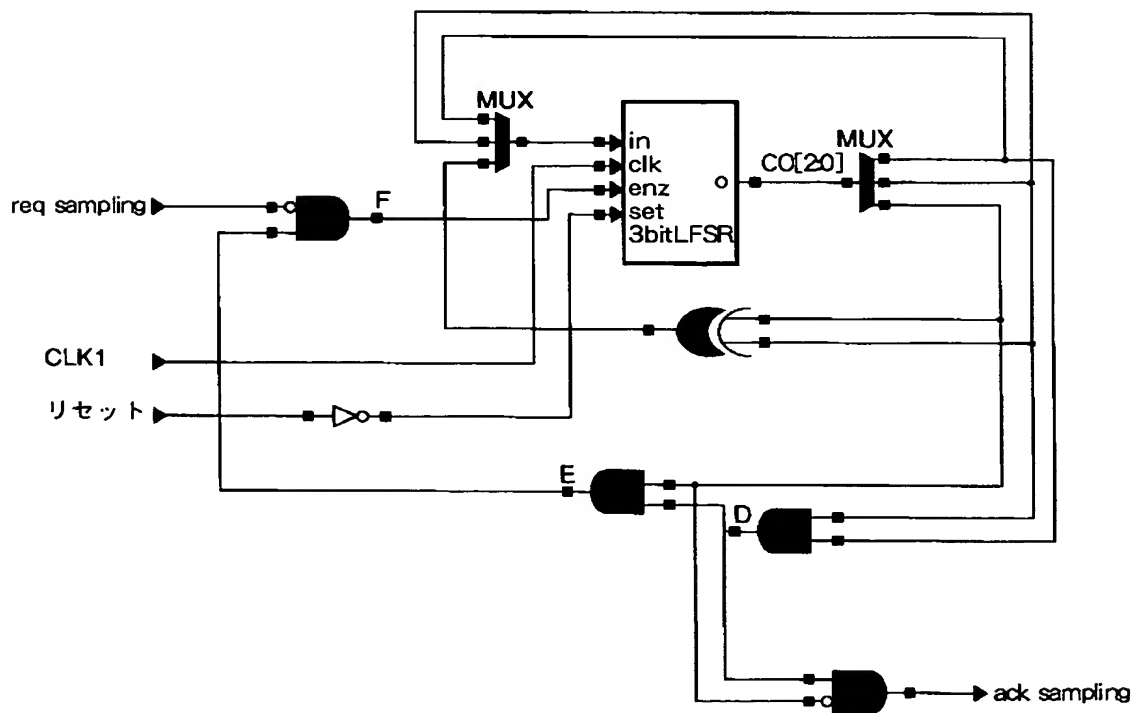 MUX
in
clk
enz
set
3bitLFSR
CO[2:0]
MUX
req sampling
F
CLK1
リセット
E
D
ack sampling